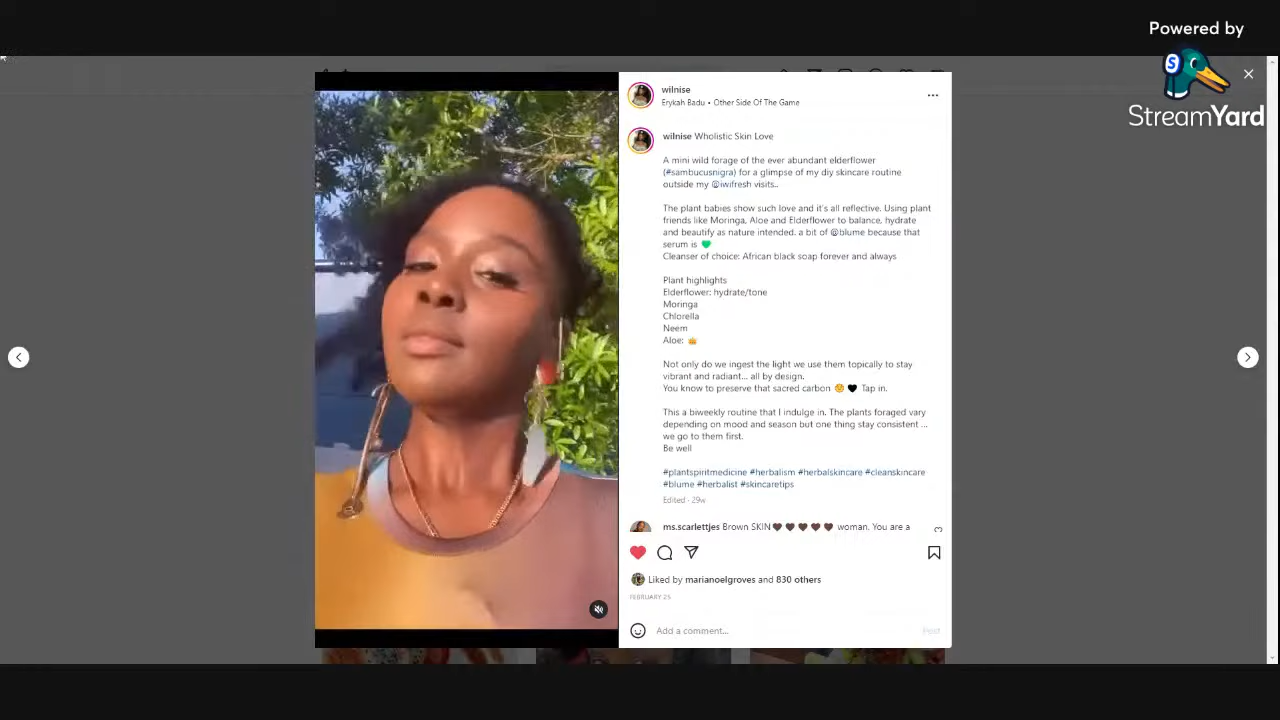 Powered by
StreamYard
wilnise
Erykah Badu • Other Side Of The Game
wilnise Wholistic Skin Love
A mini wild forage of the ever abundant elderflower
(#sambucusnigra) for a glimpse of my diy skincare routine
outside my @iwifresh visits..
The plant babies show such love and it's all reflective. Using plant
friends like Moringa, Aloe and Elderflower to balance, hydrate
and beautify as nature intended. a bit of @blume because that
serum is 💚
Cleanser of choice: African black soap forever and always
Plant highlights
Elderflower: hydrate/tone
Moringa
Chlorella
Neem
Aloe: 👑
Not only do we ingest the light we use them topically to stay
vibrant and radiant... all by design.
You know to preserve that sacred carbon 🌞 🖤 Tap in.
This a biweekly routine that I indulge in. The plants foraged vary
depending on mood and season but one thing stay consistent ...
we go to them first.
Be well
#plantspiritmedicine #herbalism #herbalskincare #cleanskincare
#blume #herbalist #skincaretips
Edited · 29w
ms.scarlettjes Brown SKIN🤎🤎🤎🤎🤎 woman. You are a
Liked by marianoelgroves and 830 others
FEBRUARY 25
Add a comment...
Post